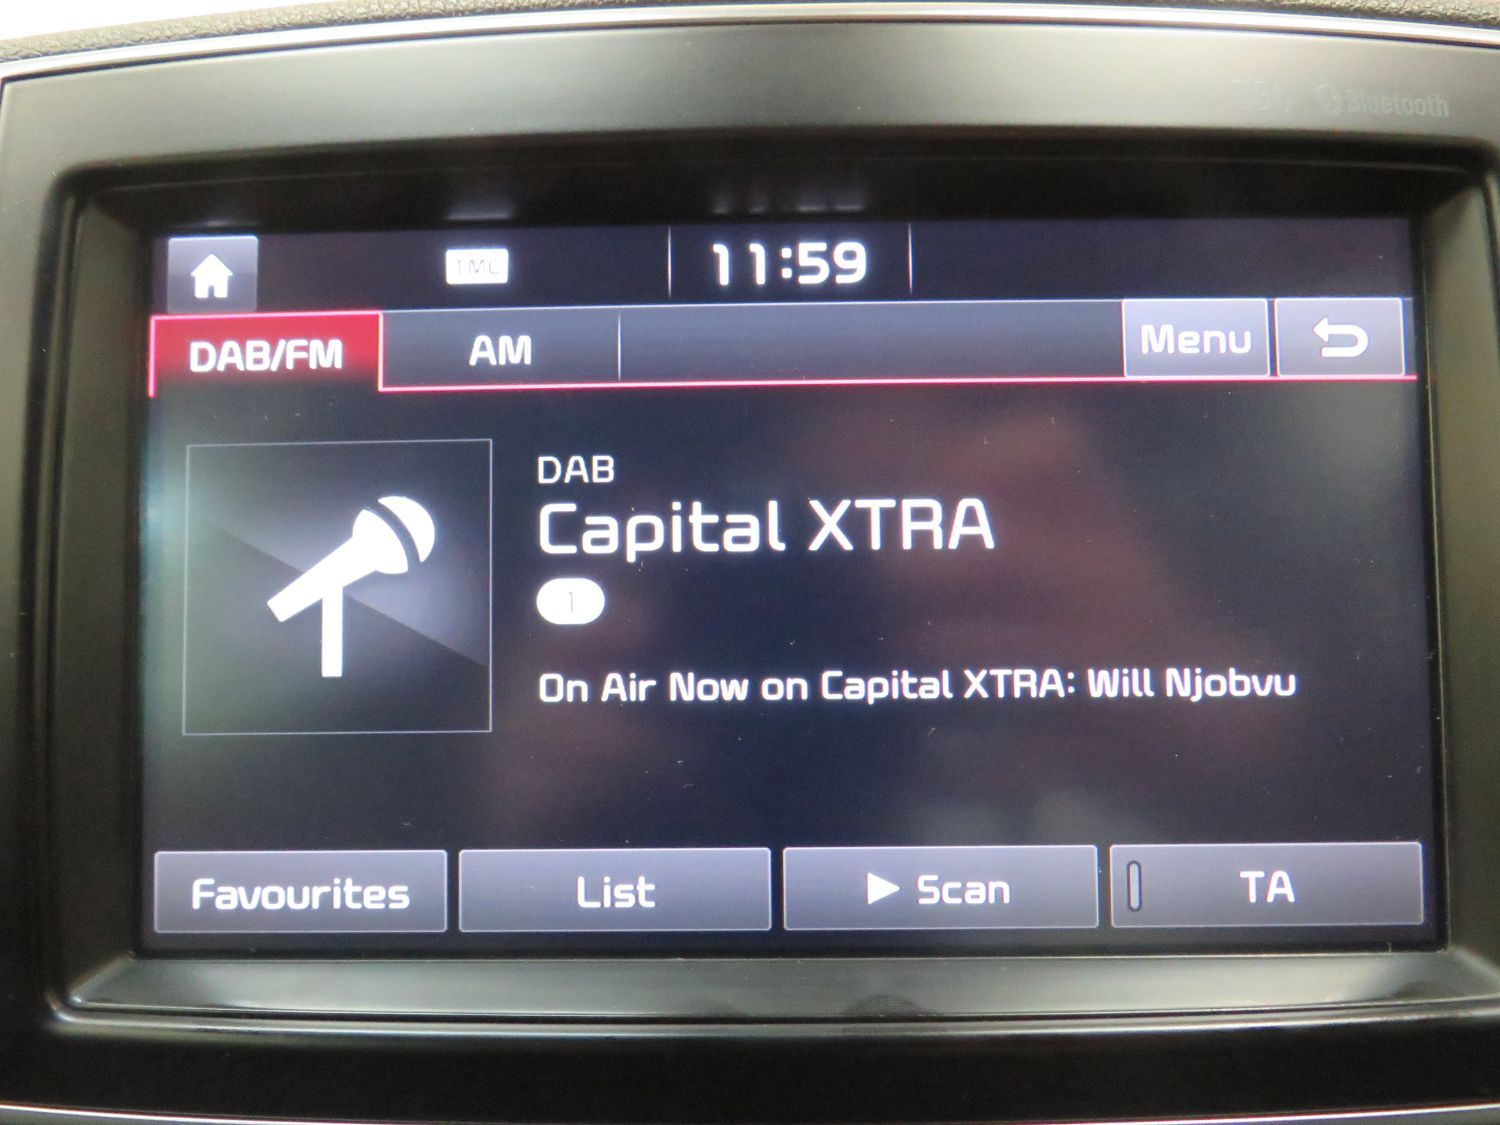 Bluetooth
TMC
11:59
DAB/FM
AM
Menu
DAB
Capital XTRA
1
On Air Now on Capital XTRA: Will Njobvu
Favourites
List
Scan
TA